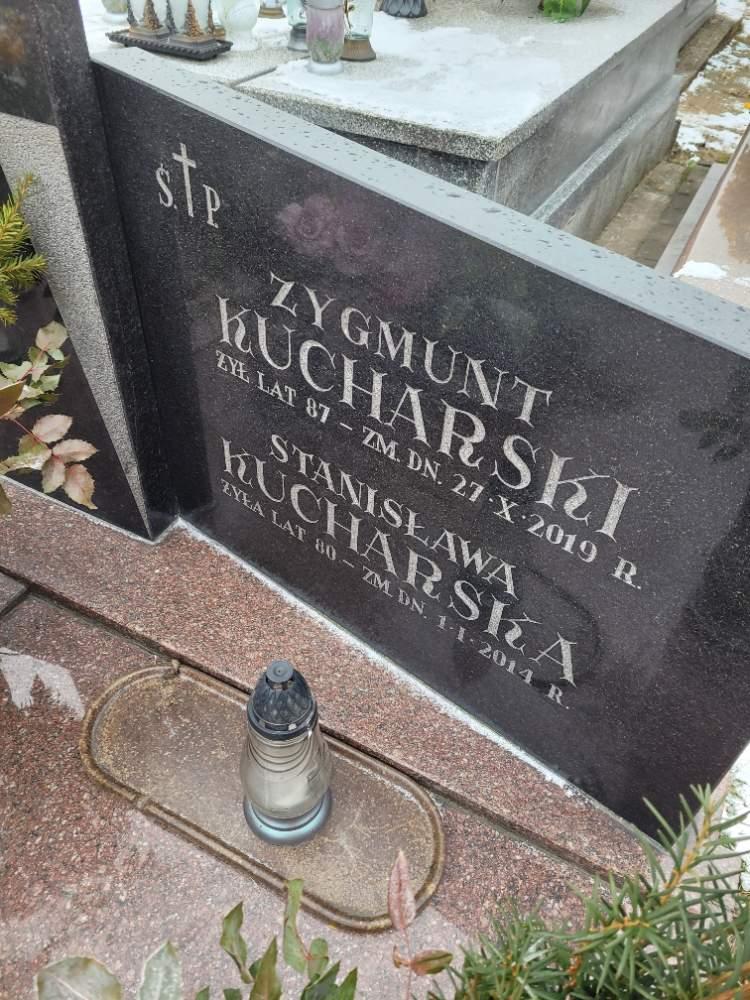 Ś. † P
ZYGMUNT
KUCHARSKI
ŻYŁ LAT 87 – ZM. DN. 27·X·2019 R.
STANISŁAWA
KUCHARSKA
ŻYŁA LAT 80 – ZM. DN. 1·I·2014 R.